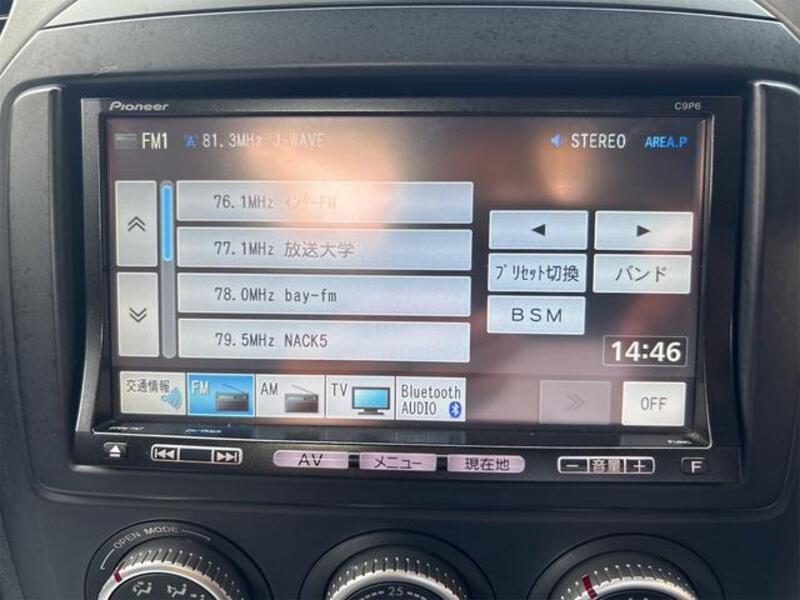 Pioneer
C9P6
FM1 A 81.3MHz J-WAVE
STEREO AREA.P
76.1MHz インターFM
77.1MHz 放送大学
78.0MHz bay-fm
79.5MHz NACK5
プリセット切換 バンド
BSM
14:46
交通情報 FM AM TV Bluetooth AUDIO
OFF
AV メニュー 現在地 − 音量 + F
OPEN MODE
25